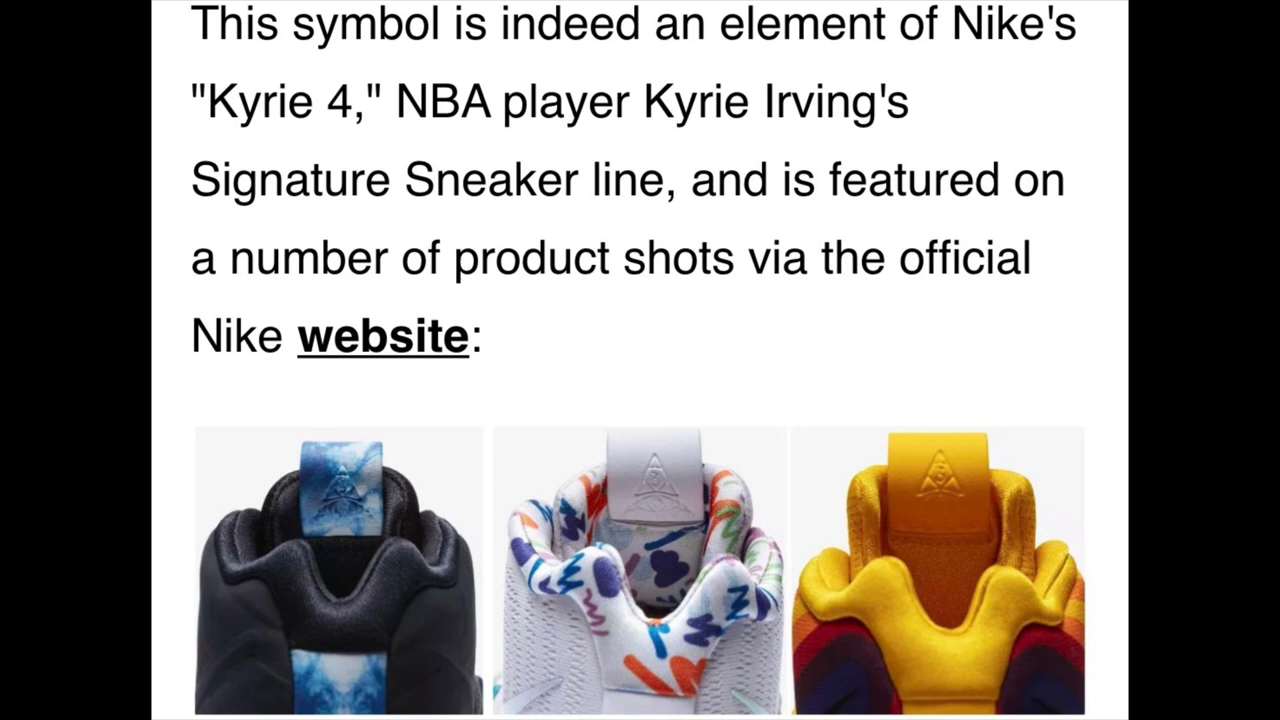 This symbol is indeed an element of Nike's
"Kyrie 4," NBA player Kyrie Irving's
Signature Sneaker line, and is featured on
a number of product shots via the official
Nike website: